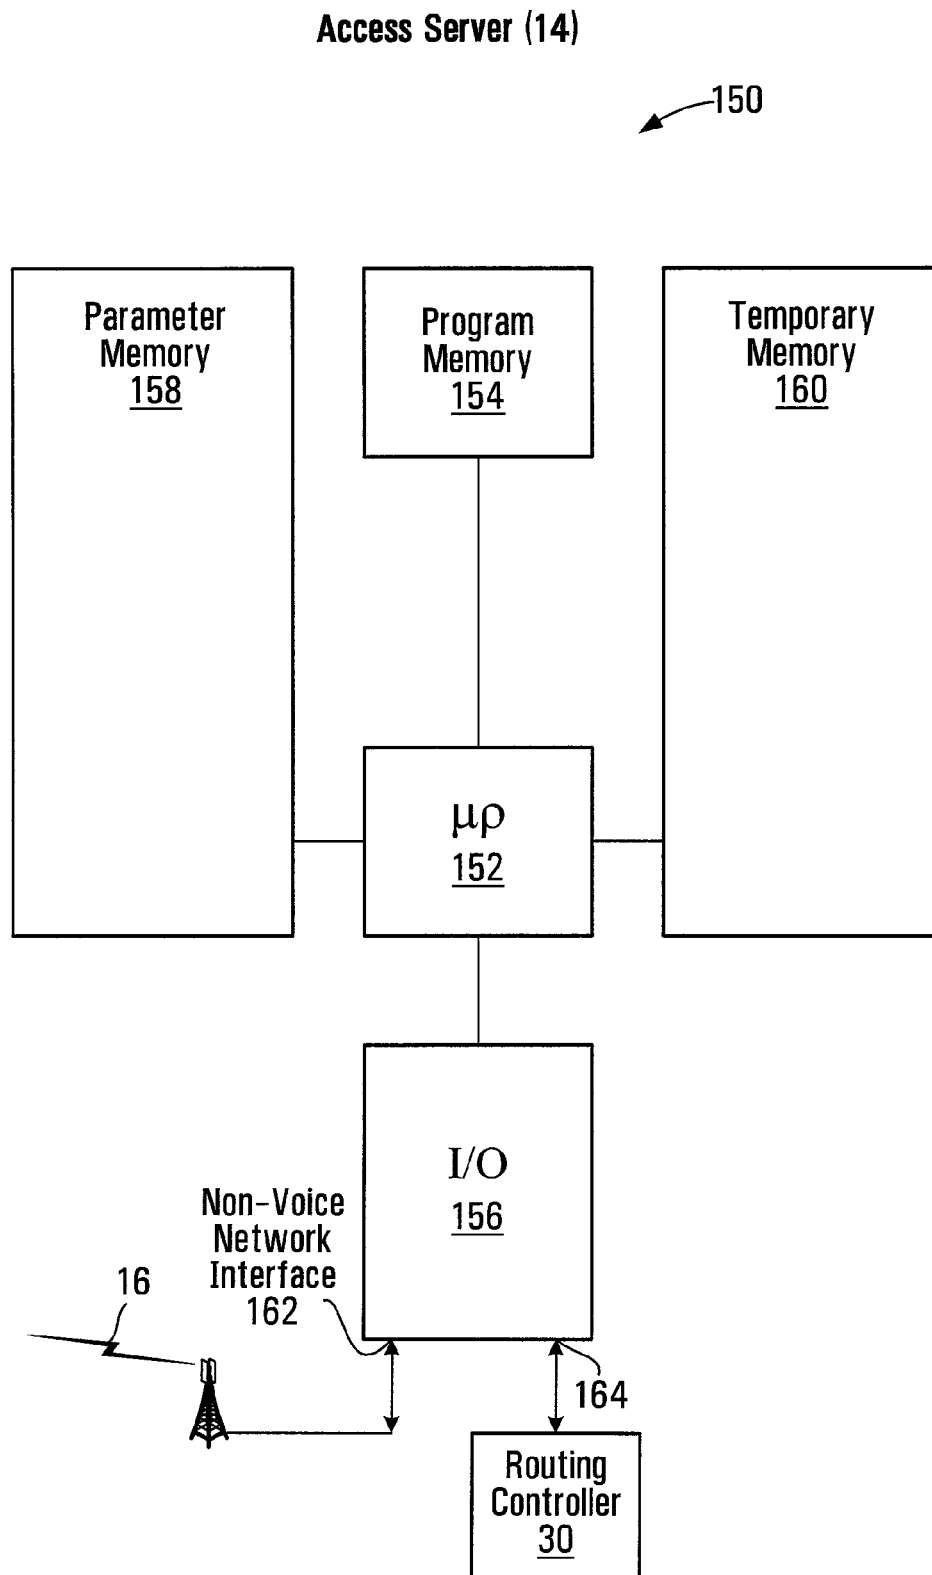 Access Server (14)
150
Parameter
Memory
158
Program
Memory
154
Temporary
Memory
160
μρ
152
I/O
156
Non-Voice
Network
Interface
162
16
164
Routing
Controller
30